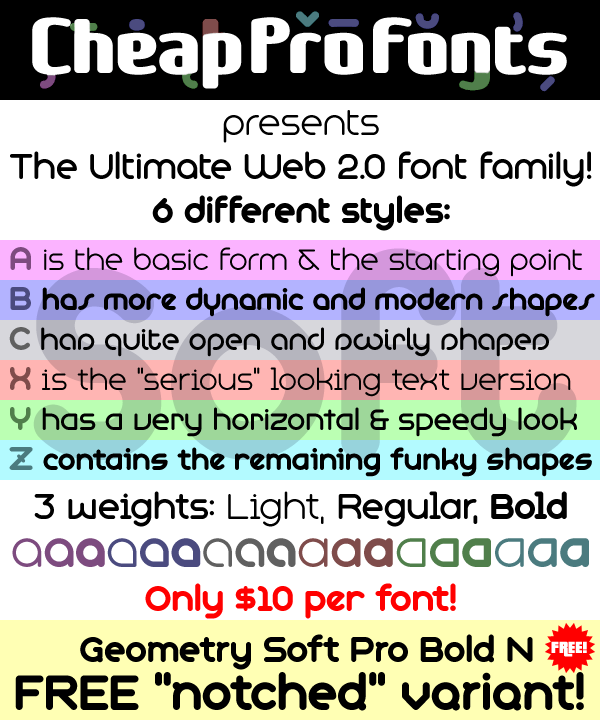 CheapProFonts
presents
The Ultimate Web 2.0 font family!
6 different styles:
Soft
A is the basic form & the starting point
B has more dynamic and modern shapes
C has quite open and swirly shapes
X is the "serious" looking text version
Y has a very horizontal & speedy look
Z contains the remaining funky shapes
3 weights: Light, Regular, Bold
aaaaaaaaaaaaaaaaaa
Only $10 per font!
Geometry Soft Pro Bold N FREE!
FREE "notched" variant!